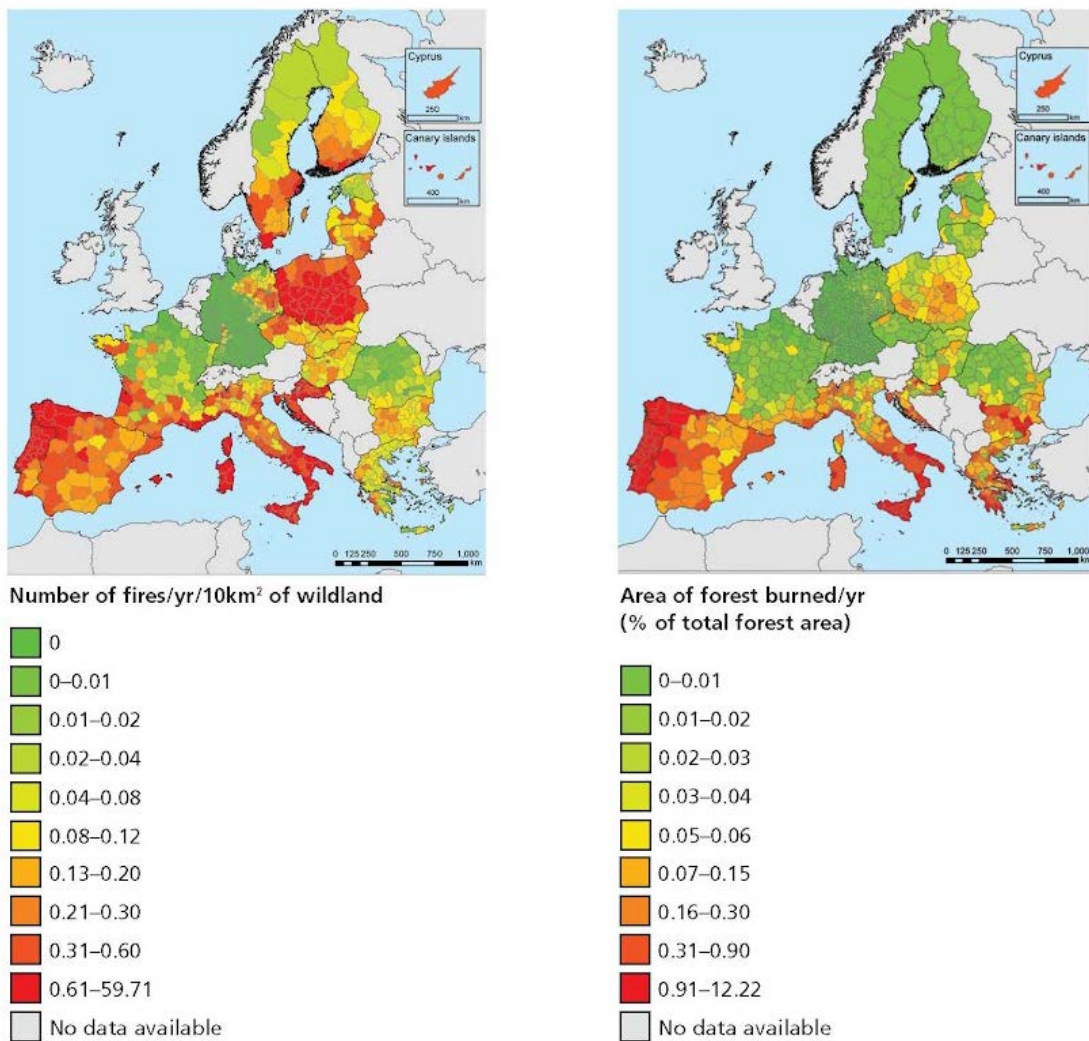 Cyprus
250
km
Canary islands
400
km
0 125 250 500 750 1,000
km
Number of fires/yr/10km² of wildland
0
0–0.01
0.01–0.02
0.02–0.04
0.04–0.08
0.08–0.12
0.13–0.20
0.21–0.30
0.31–0.60
0.61–59.71
No data available
Cyprus
250
km
Canary islands
400
km
0 125 250 500 750 1,000
km
Area of forest burned/yr
(% of total forest area)
0–0.01
0.01–0.02
0.02–0.03
0.03–0.04
0.05–0.06
0.07–0.15
0.16–0.30
0.31–0.90
0.91–12.22
No data available